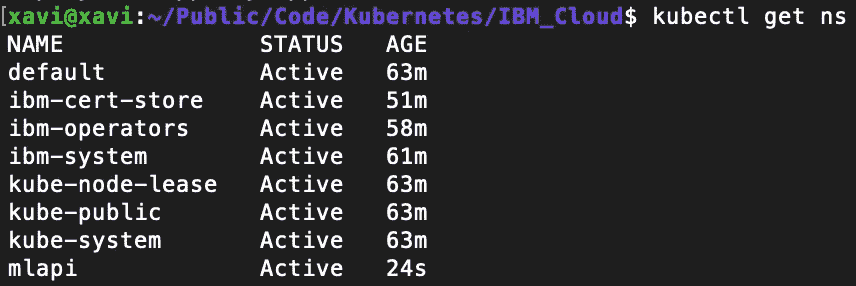 [xavi@xavi:~/Public/Code/Kubernetes/IBM_Cloud$ kubectl get ns
NAME STATUS AGE
default Active 63m
ibm-cert-store Active 51m
ibm-operators Active 58m
ibm-system Active 61m
kube-node-lease Active 63m
kube-public Active 63m
kube-system Active 63m
mlapi Active 24s